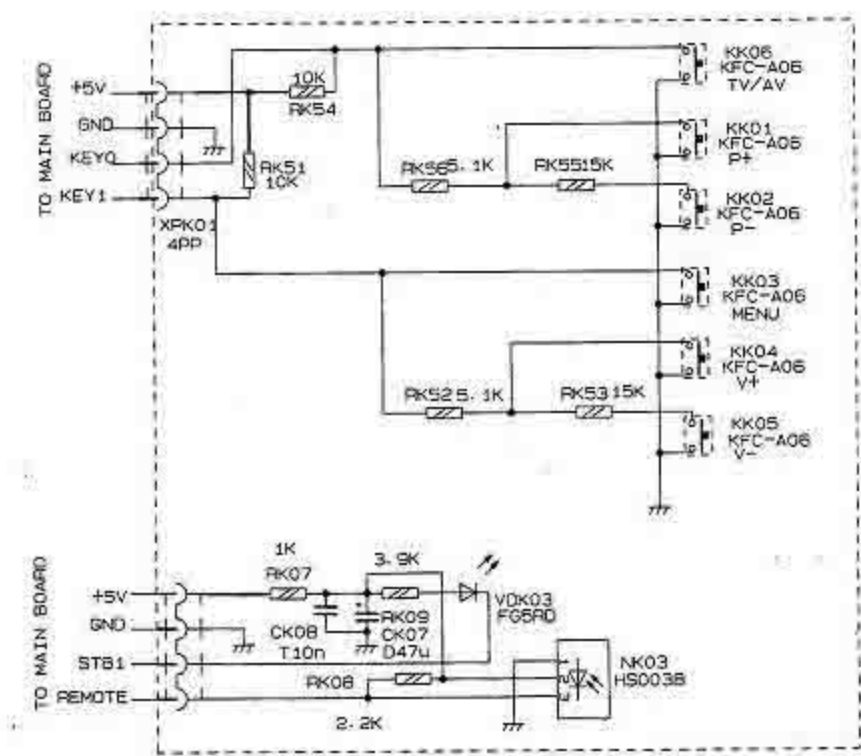 TO MAIN BOARD
+5V
GND
KEY0
KEY1
XPK01
4PP
10K
RK54
RK51
10K
RK56 5.1K
RK55 15K
KK06
KFC-A06
TV/AV
KK01
KFC-A06
P+
KK02
KFC-A06
P-
KK03
KFC-A06
MENU
KK04
KFC-A06
V+
KK05
KFC-A06
V-
RK52 5.1K
RK53 15K
TO MAIN BOARD
+5V
GND
STB1
REMOTE
1K
RK07
3.9K
RK09
CK08
T10n
CK07
D47u
VDK03
FG5RD
RK08
2.2K
NK03
HS0038